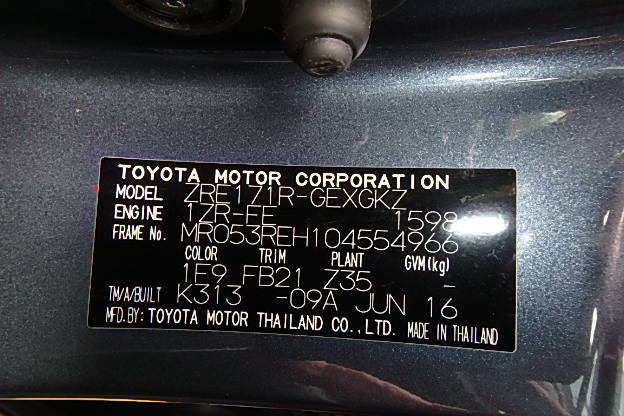 TOYOTA MOTOR CORPORATION
MODEL ZRE171R-GEXGKZ
ENGINE 1ZR-FE 1598
FRAME No. MR053REH104554966
COLOR TRIM PLANT GVM(kg)
1F9 FB21 Z35 -
TM/A/BUILT K313 -09A JUN 16
MFD.BY: TOYOTA MOTOR THAILAND CO.,LTD. MADE IN THAILAND